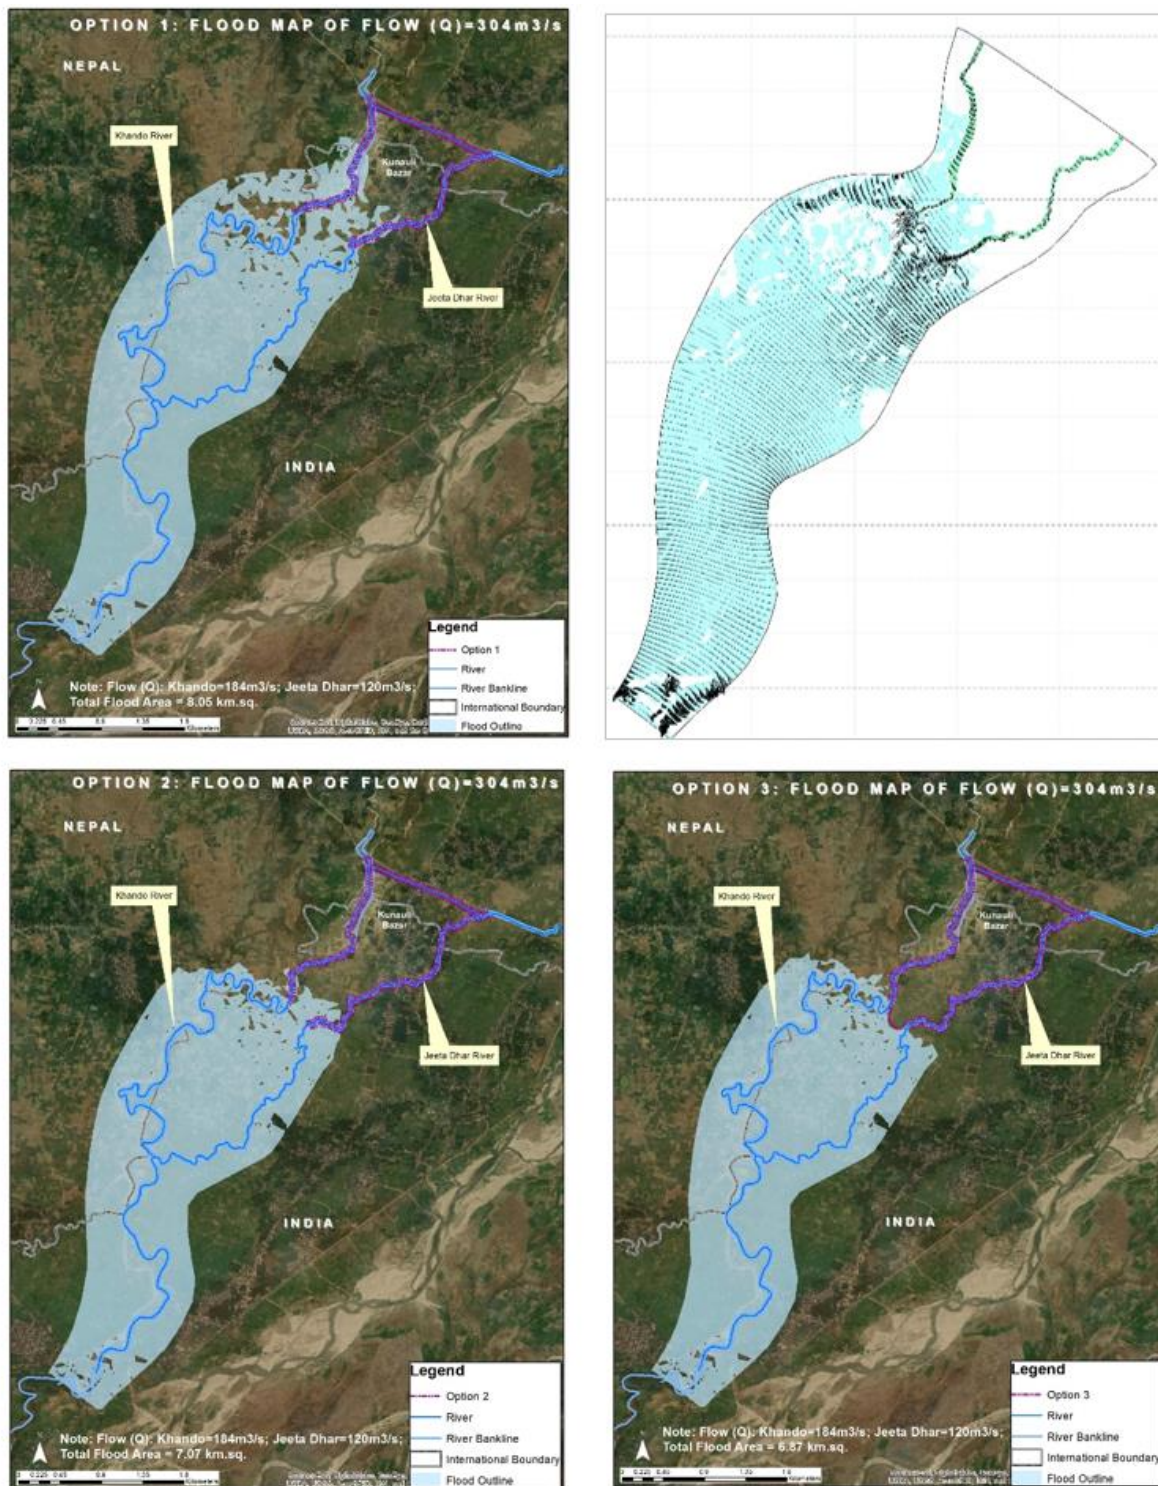 OPTION 1: FLOOD MAP OF FLOW (Q)=304m3/s
NEPAL
Khando River
Kunauli
Bazar
Jeeta Dhar River
INDIA
Legend
Option 1
River
River Bankline
International Boundary
Flood Outline
N
Note: Flow (Q): Khando=184m3/s; Jeeta Dhar=120m3/s;
Total Flood Area = 8.05 km.sq.
Kilometers
OPTION 2: FLOOD MAP OF FLOW (Q)=304m3/s
NEPAL
Khando River
Kunauli
Bazar
Jeeta Dhar River
INDIA
Legend
Option 2
River
River Bankline
International Boundary
Flood Outline
Note: Flow (Q): Khando=184m3/s; Jeeta Dhar=120m3/s;
Total Flood Area = 7.07 km.sq.
Kilometers
OPTION 3: FLOOD MAP OF FLOW (Q)=304m3/s
NEPAL
Khando River
Kunauli
Bazar
Jeeta Dhar River
INDIA
Legend
Option 3
River
River Bankline
International Boundary
Flood Outline
Note: Flow (Q): Khando=184m3/s; Jeeta Dhar=120m3/s;
Total Flood Area = 6.87 km.sq.
Kilometers